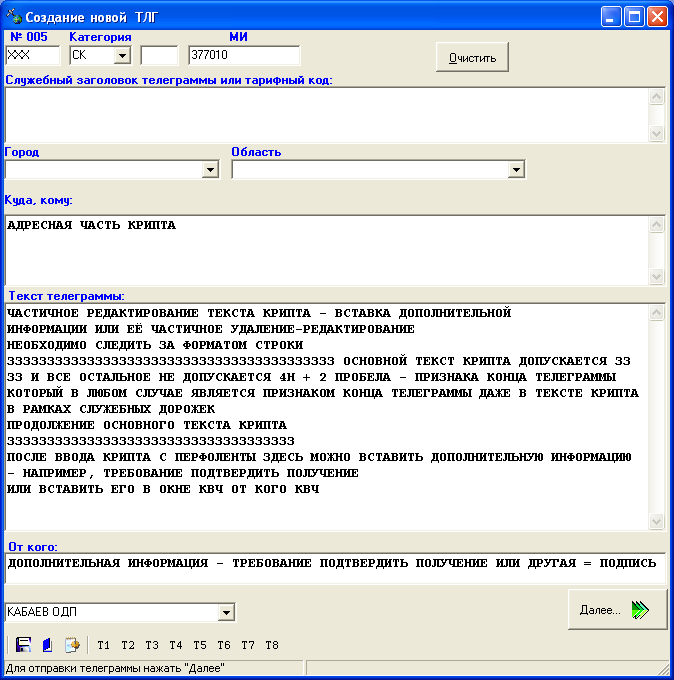 Создание новой ТЛГ
№ 005 Категория МИ
XXX СК 377010
Очистить
Служебный заголовок телеграммы или тарифный код:
Город Область
Куда, кому:
АДРЕСНАЯ ЧАСТЬ КРИПТА
Текст телеграммы:
ЧАСТИЧНОЕ РЕДАКТИРОВАНИЕ ТЕКСТА КРИПТА - ВСТАВКА ДОПОЛНИТЕЛЬНОЙ
ИНФОРМАЦИИ ИЛИ ЕЁ ЧАСТИЧНОЕ УДАЛЕНИЕ-РЕДАКТИРОВАНИЕ
НЕОБХОДИМО СЛЕДИТЬ ЗА ФОРМАТОМ СТРОКИ
ЗЗЗЗЗЗЗЗЗЗЗЗЗЗЗЗЗЗЗЗЗЗЗЗЗЗЗЗЗЗЗЗЗЗЗЗЗЗЗЗЗ ОСНОВНОЙ ТЕКСТ КРИПТА ДОПУСКАЕТСЯ ЗЗ
ЗЗ И ВСЕ ОСТАЛЬНОЕ НЕ ДОПУСКАЕТСЯ 4Н + 2 ПРОБЕЛА - ПРИЗНАКА КОНЦА ТЕЛЕГРАММЫ
КОТОРЫЙ В ЛЮБОМ СЛУЧАЕ ЯВЛЯЕТСЯ ПРИЗНАКОМ КОНЦА ТЕЛЕГРАММЫ ДАЖЕ В ТЕКСТЕ КРИПТА
В РАМКАХ СЛУЖЕБНЫХ ДОРОЖЕК
ПРОДОЛЖЕНИЕ ОСНОВНОГО ТЕКСТА КРИПТА
ЗЗЗЗЗЗЗЗЗЗЗЗЗЗЗЗЗЗЗЗЗЗЗЗЗЗЗЗЗЗЗЗЗЗЗЗ
ПОСЛЕ ВВОДА КРИПТА С ПЕРФОЛЕНТЫ ЗДЕСЬ МОЖНО ВСТАВИТЬ ДОПОЛНИТЕЛЬНУЮ ИНФОРМАЦИЮ
- НАПРИМЕР, ТРЕБОВАНИЕ ПОДТВЕРДИТЬ ПОЛУЧЕНИЕ
ИЛИ ВСТАВИТЬ ЕГО В ОКНЕ КВЧ ОТ КОГО КВЧ
От кого:
ДОПОЛНИТЕЛЬНАЯ ИНФОРМАЦИЯ - ТРЕБОВАНИЕ ПОДТВЕРДИТЬ ПОЛУЧЕНИЕ ИЛИ ДРУГАЯ = ПОДПИСЬ
КАБАЕВ ОДП
Далее...
T1 T2 T3 T4 T5 T6 T7 T8
Для отправки телеграммы нажать "Далее"